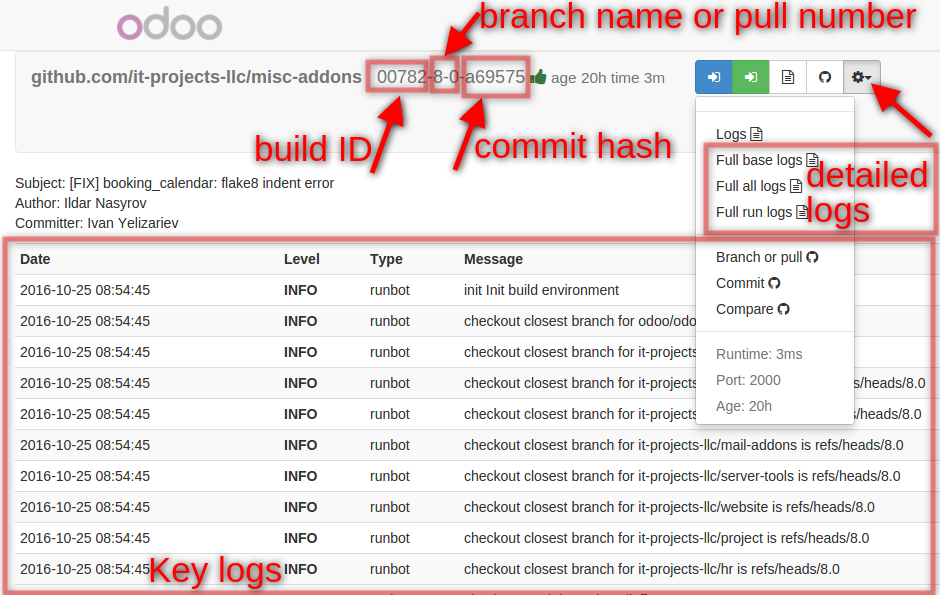 odoo
branch name or pull number
github.com/it-projects-llc/misc-addons 00782-8-0-a69575 age 20h time 3m
build ID
commit hash
Logs
Full base logs
Full all logs
Full run logs
detailed
logs
Branch or pull
Commit
Compare
Runtime: 3ms
Port: 2000
Age: 20h
Subject: [FIX] booking_calendar: flake8 indent error
Author: Ildar Nasyrov
Committer: Ivan Yelizariev
Date Level Type Message
2016-10-25 08:54:45 INFO runbot init Init build environment
2016-10-25 08:54:45 INFO runbot checkout closest branch for odoo/odo
2016-10-25 08:54:45 INFO runbot checkout closest branch for it-projects
2016-10-25 08:54:45 INFO runbot checkout closest branch for it-projects s/heads/8.0
2016-10-25 08:54:45 INFO runbot checkout closest branch for it-projects /heads/8.0
2016-10-25 08:54:45 INFO runbot checkout closest branch for it-projects-llc/mail-addons is refs/heads/8.0
2016-10-25 08:54:45 INFO runbot checkout closest branch for it-projects-llc/server-tools is refs/heads/8.0
2016-10-25 08:54:45 INFO runbot checkout closest branch for it-projects-llc/website is refs/heads/8.0
2016-10-25 08:54:45 INFO runbot checkout closest branch for it-projects-llc/project is refs/heads/8.0
2016-10-25 08:54:45 INFO runbot checkout closest branch for it-projects-llc/hr is refs/heads/8.0
Key logs